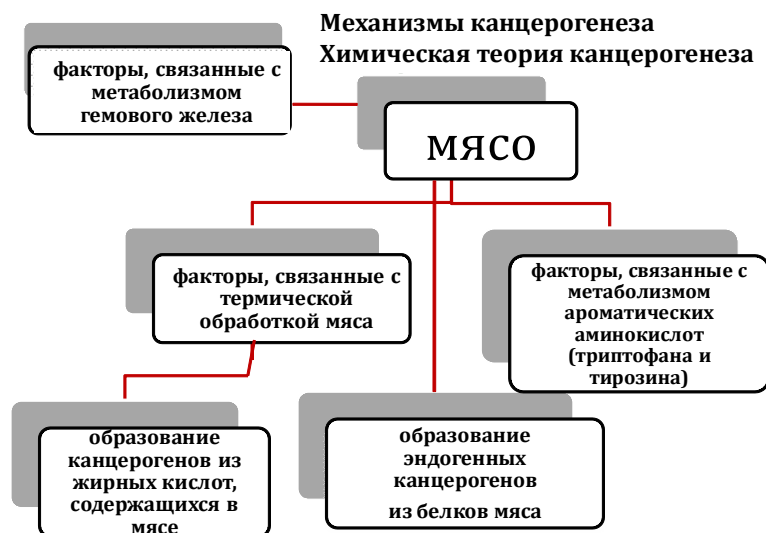 Механизмы канцерогенеза
Химическая теория канцерогенеза
факторы, связанные с
метаболизмом
гемового железа
мясо
факторы, связанные с
термической
обработкой мяса
факторы, связанные с
метаболизмом
ароматических
аминокислот
(триптофана и
тирозина)
образование
канцерогенов из
жирных кислот,
содержащихся в
мясе
образование
эндогенных
канцерогенов
из белков мяса